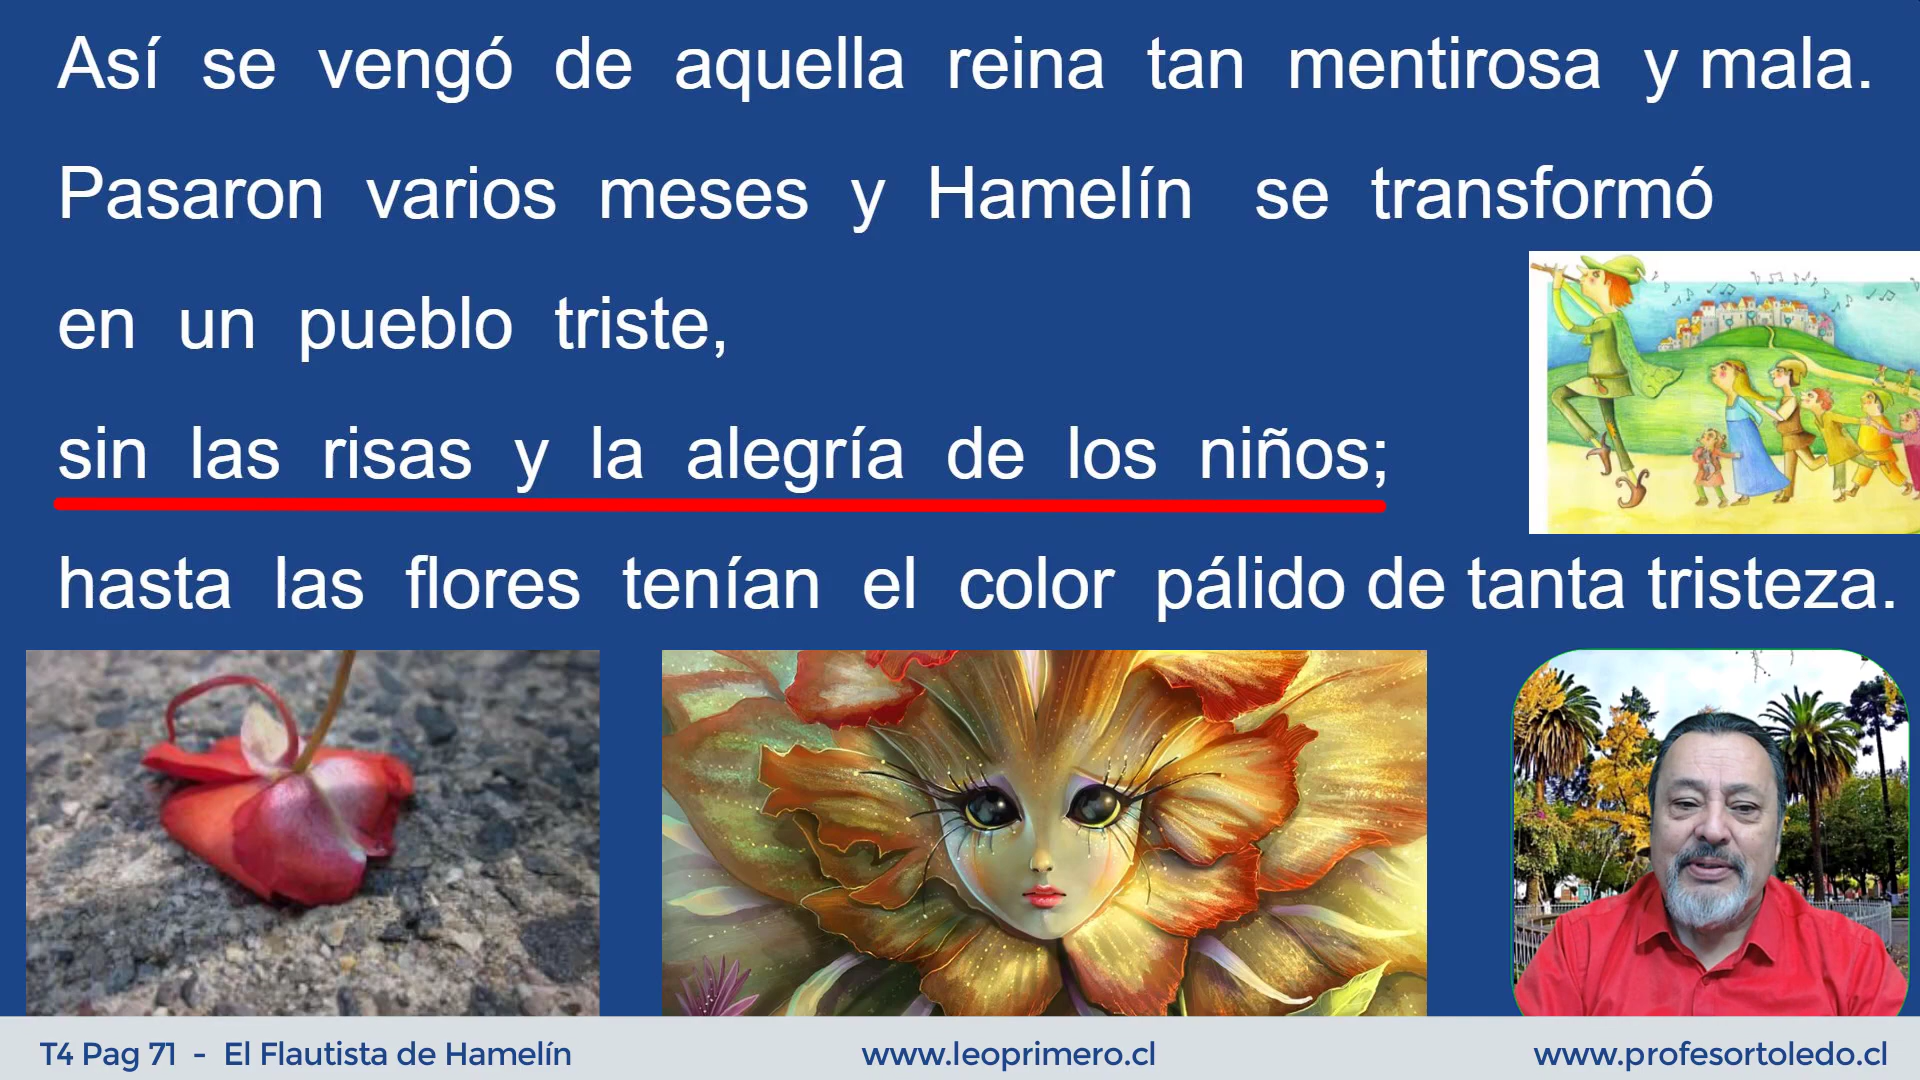 Así se vengó de aquella reina tan mentirosa y mala.
Pasaron varios meses y Hamelín se transformó
en un pueblo triste,
sin las risas y la alegría de los niños;
hasta las flores tenían el color pálido de tanta tristeza.
T4 Pag 71 - El Flautista de Hamelín
www.leoprimero.cl
www.profesortoledo.cl